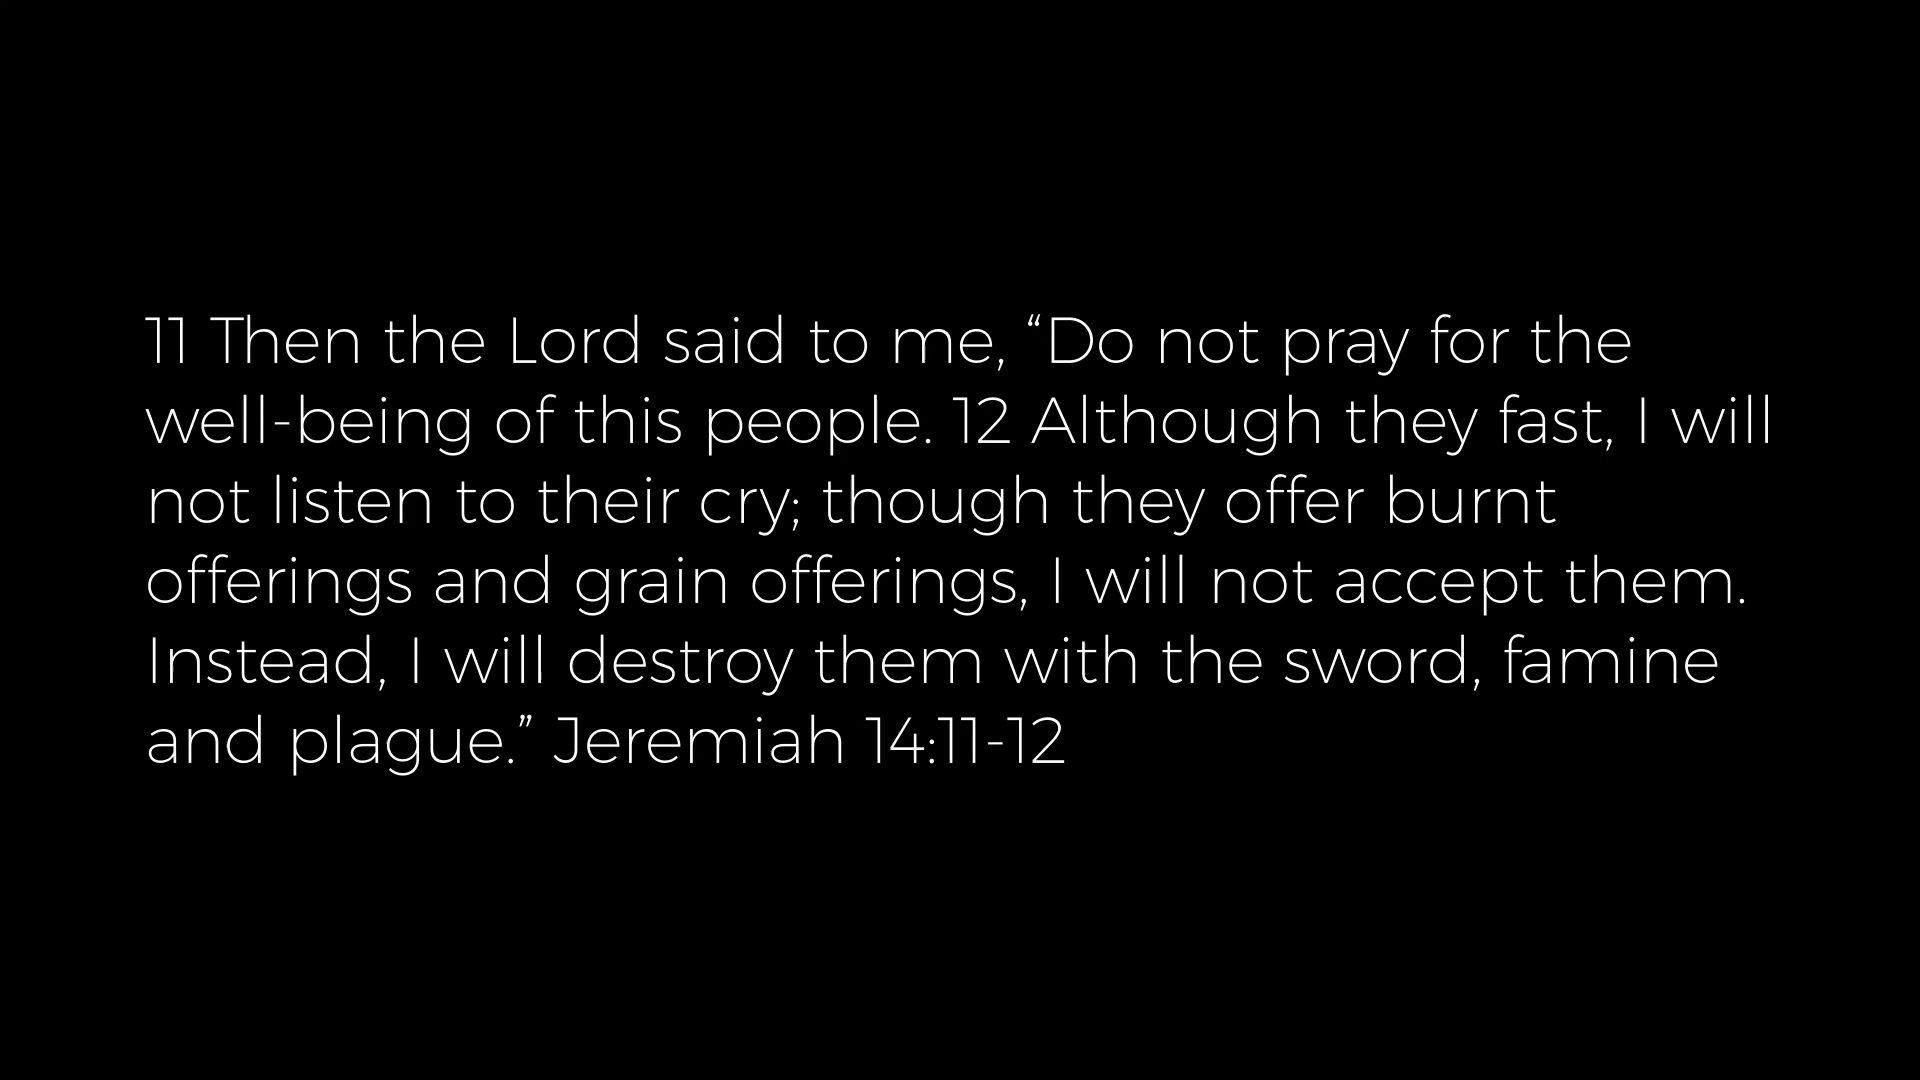 11 Then the Lord said to me, “Do not pray for the
well-being of this people. 12 Although they fast, I will
not listen to their cry; though they offer burnt
offerings and grain offerings, I will not accept them.
Instead, I will destroy them with the sword, famine
and plague.” Jeremiah 14:11-12